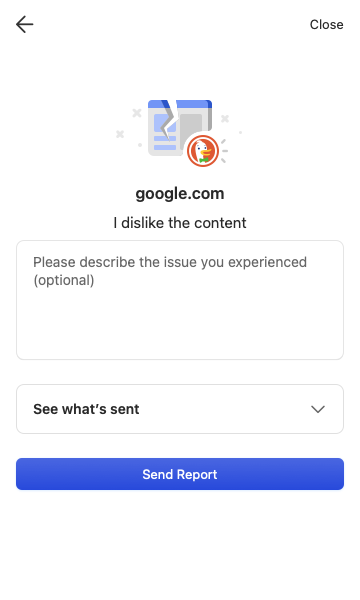 Close
google.com
I dislike the content
Please describe the issue you experienced
(optional)
See what’s sent
Send Report